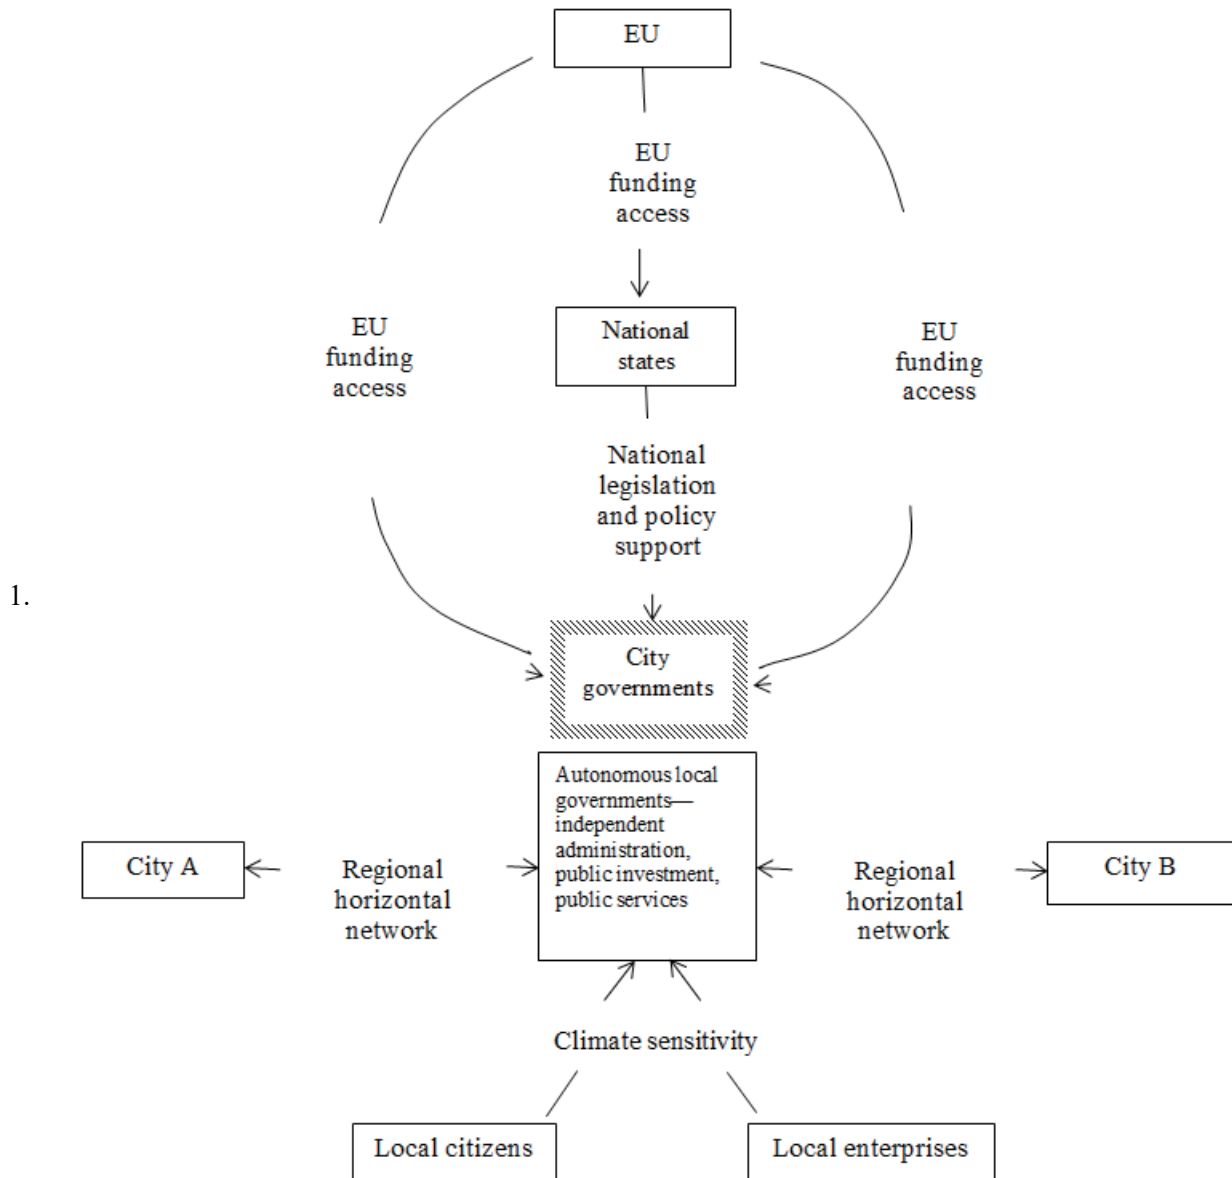 EU
EU
funding
access
National
states
EU
funding
access
EU
funding
access
National
legislation
and policy
support
1.
City
governments
Autonomous local
governments—
independent
administration,
public investment,
public services
City A
Regional
horizontal
network
Regional
horizontal
network
City B
Climate sensitivity
Local citizens
Local enterprises